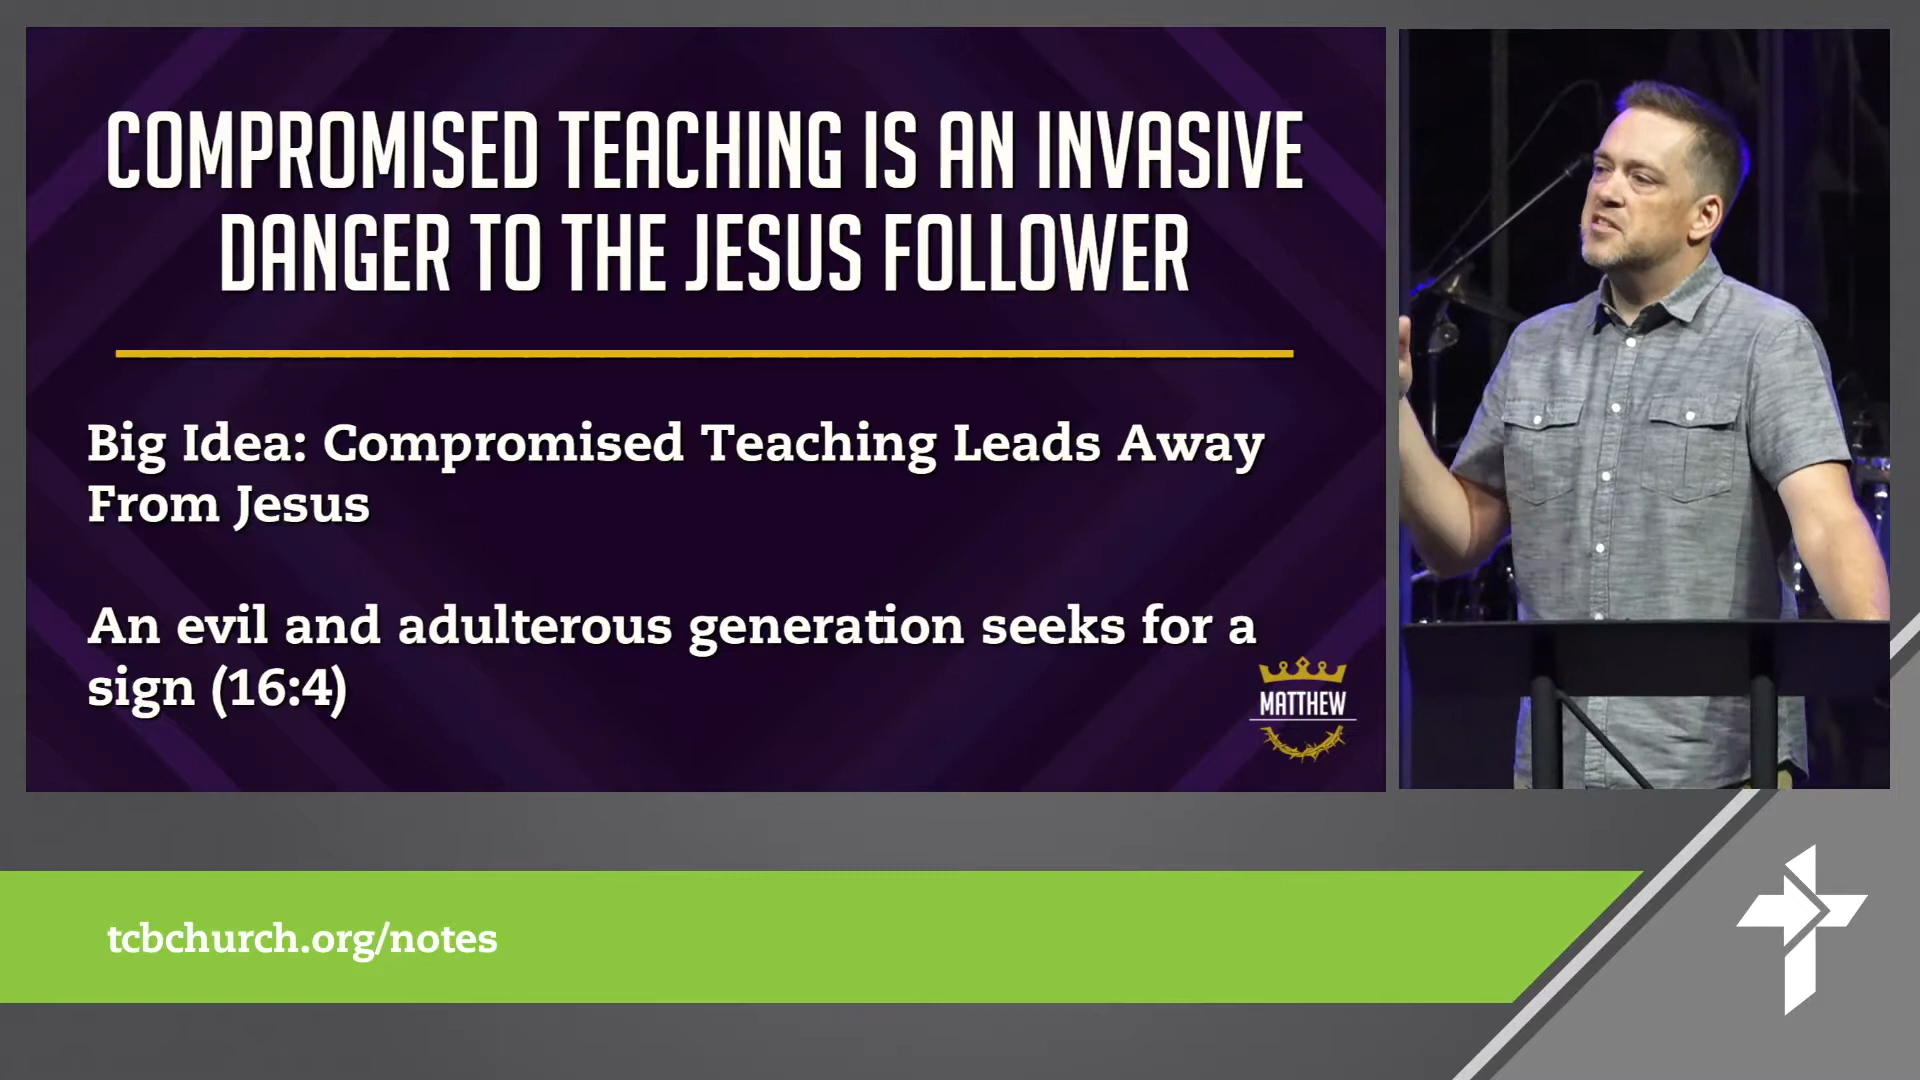 COMPROMISED TEACHING IS AN INVASIVE
DANGER TO THE JESUS FOLLOWER
Big Idea: Compromised Teaching Leads Away
From Jesus
An evil and adulterous generation seeks for a
sign (16:4)
MATTHEW
tcbchurch.org/notes